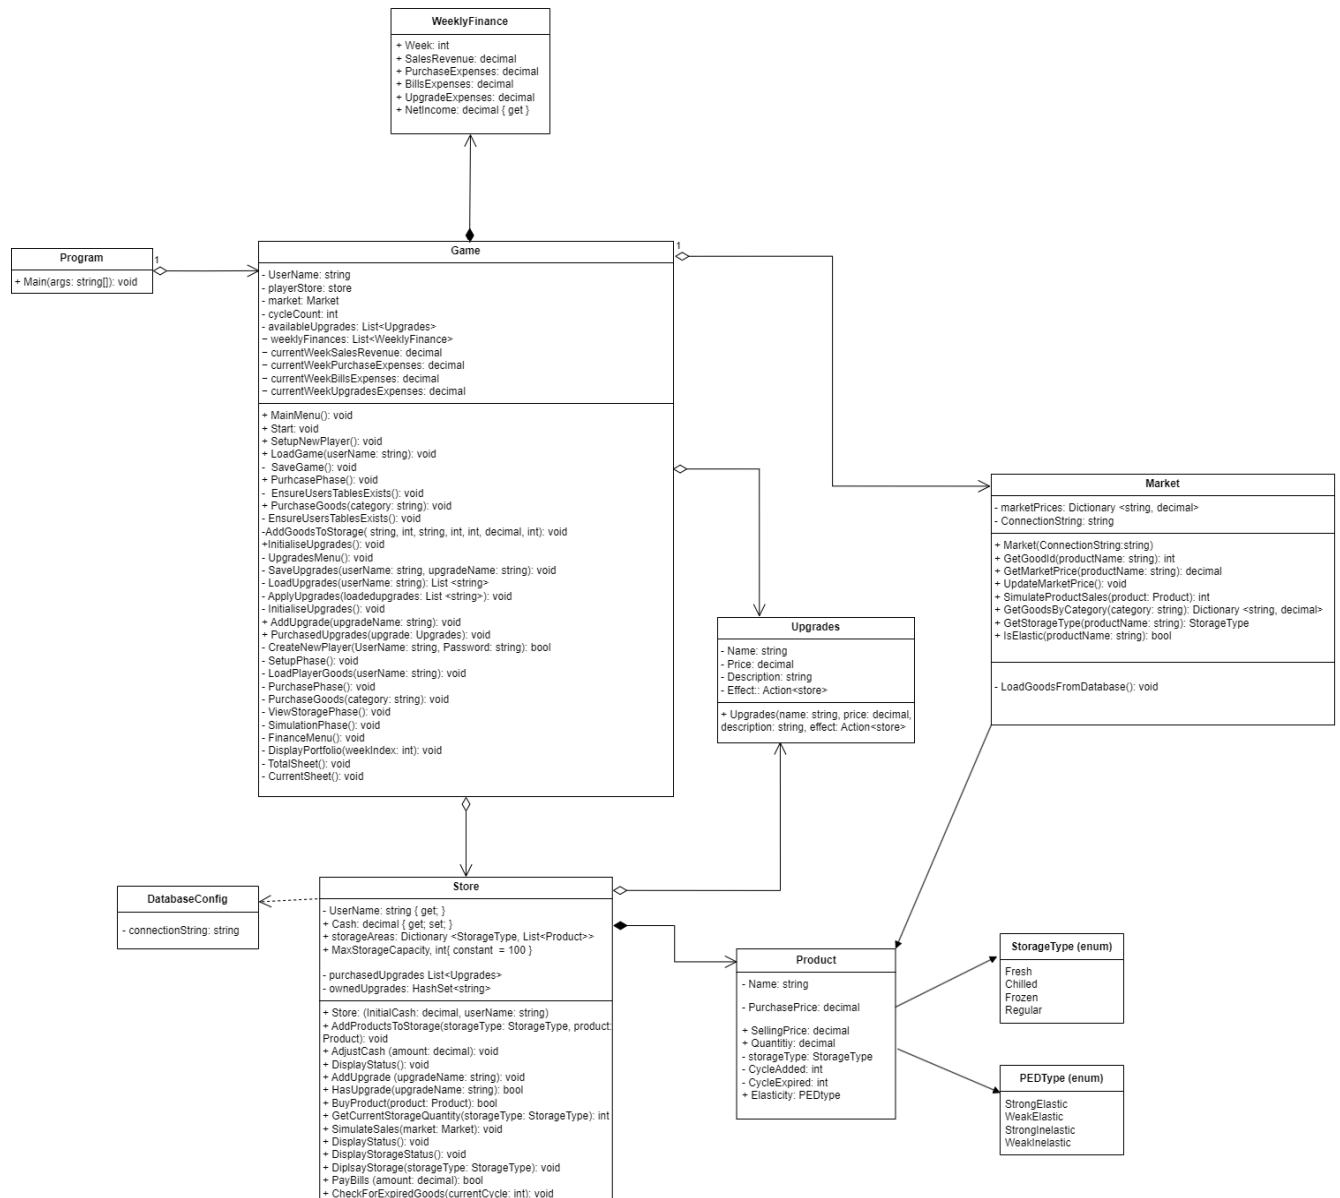 WeeklyFinance
+ Week: int
+ SalesRevenue: decimal
+ PurchaseExpenses: decimal
+ BillsExpenses: decimal
+ UpgradeExpenses: decimal
+ NetIncome: decimal { get }
Program
+ Main(args: string[]): void
1
Game
1
- UserName: string
- playerStore: store
- market: Market
- cycleCount: int
- availableUpgrades: List<Upgrades>
− weeklyFinances: List<WeeklyFinance>
− currentWeekSalesRevenue: decimal
− currentWeekPurchaseExpenses: decimal
− currentWeekBillsExpenses: decimal
− currentWeekUpgradesExpenses: decimal
+ MainMenu(): void
+ Start: void
+ SetupNewPlayer(): void
+ LoadGame(userName: string): void
- SaveGame(): void
+ PurhcasePhase(): void
- EnsureUsersTablesExists(): void
+ PurchaseGoods(category: string): void
- EnsureUsersTablesExists(): void
-AddGoodsToStorage( string, int, string, int, int, decimal, int): void
+InitialiseUpgrades(): void
- UpgradesMenu(): void
- SaveUpgrades(userName: string, upgradeName: string): void
- LoadUpgrades(userName: string): List <string>
- ApplyUpgrades(loadedupgrades: List <string>): void
- InitialiseUpgrades(): void
+ AddUpgrade(upgradeName: string): void
+ PurchasedUpgrades(upgrade: Upgrades): void
- CreateNewPlayer(UserName: string, Password: string): bool
- SetupPhase(): void
- LoadPlayerGoods(userName: string): void
- PurchasePhase(): void
- PurchaseGoods(category: string): void
- ViewStoragePhase(): void
- SimulationPhase(): void
- FinanceMenu(): void
- DisplayPortfolio(weekIndex: int): void
- TotalSheet(): void
- CurrentSheet(): void
Market
- marketPrices: Dictionary <string, decimal>
- ConnectionString: string
+ Market(ConnectionString:string)
+ GetGoodId(productName: string): int
+ GetMarketPrice(productName: string): decimal
+ UpdateMarketPrice(): void
+ SimulateProductSales(product: Product): int
+ GetGoodsByCategory(category: string): Dictionary <string, decimal>
+ GetStorageType(productName: string): StorageType
+ IsElastic(productName: string): bool
- LoadGoodsFromDatabase(): void
Upgrades
- Name: string
- Price: decimal
- Description: string
- Effect:: Action<store>
+ Upgrades(name: string, price: decimal,
description: string, effect: Action<store>
DatabaseConfig
- connectionString: string
Store
- UserName: string { get; }
+ Cash: decimal { get; set; }
+ storageAreas: Dictionary <StorageType, List<Product>>
+ MaxStorageCapacity, int{ constant = 100 }
- purchasedUpgrades List<Upgrades>
- ownedUpgrades: HashSet<string>
+ Store: (InitialCash: decimal, userName: string)
+ AddProductsToStorage(storageType: StorageType, product:
Product): void
+ AdjustCash (amount: decimal): void
+ DisplayStatus(): void
+ AddUpgrade (upgradeName: string): void
+ HasUpgrade(upgradeName: string): bool
+ BuyProduct(product: Product): bool
+ GetCurrentStorageQuantity(storageType: StorageType): int
+ SimulateSales(market: Market): void
+ DisplayStatus(): void
+ DisplayStorageStatus(): void
+ DiplsayStorage(storageType: StorageType): void
+ PayBills (amount: decimal): bool
+ CheckForExpiredGoods(currentCycle: int): void
Product
- Name: string
- PurchasePrice: decimal
+ SellingPrice: decimal
+ Quantitiy: decimal
- storageType: StorageType
- CycleAdded: int
- CycleExpired: int
+ Elasticity: PEDtype
StorageType (enum)
Fresh
Chilled
Frozen
Regular
PEDType (enum)
StrongElastic
WeakElastic
StrongInelastic
WeakInelastic